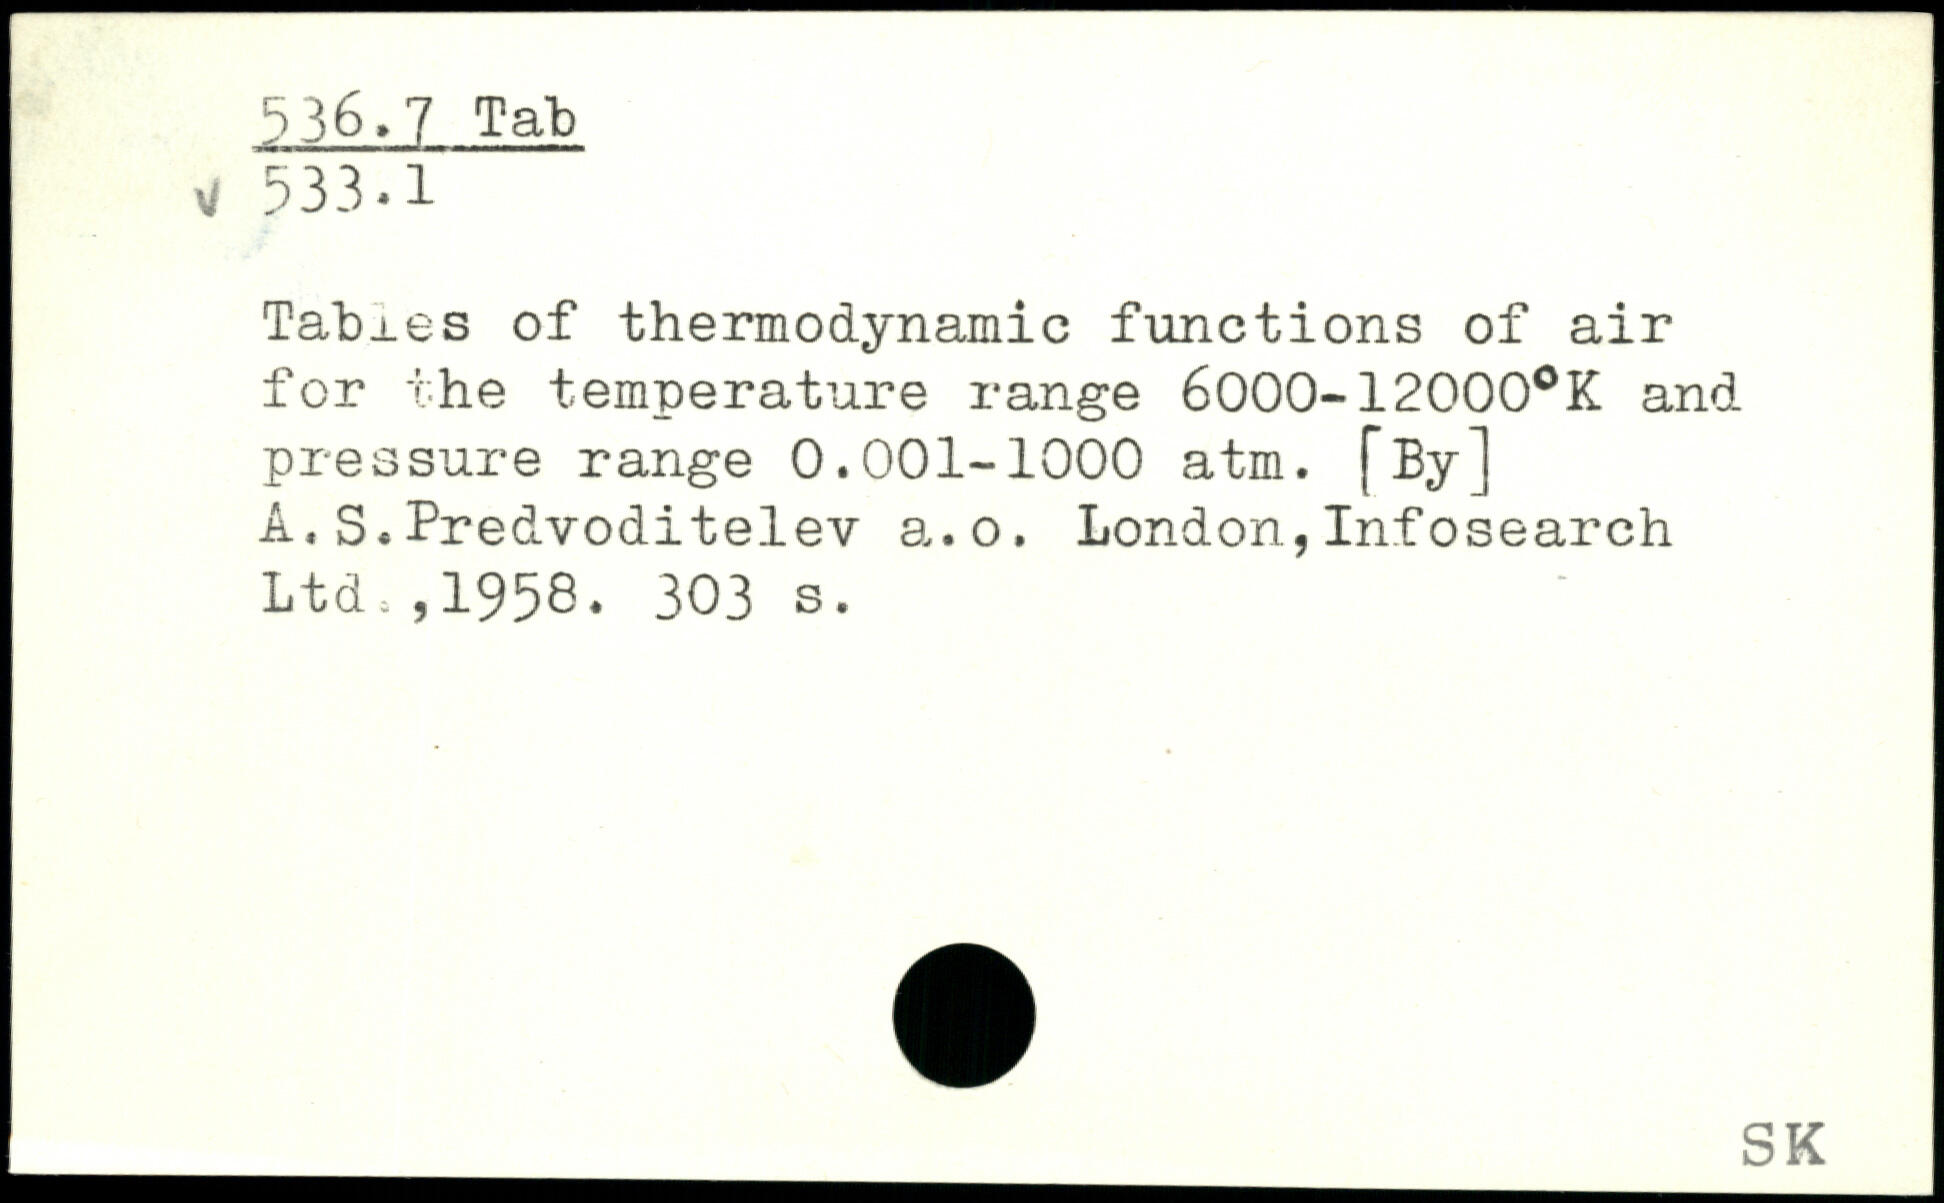 536.7 Tab
v 533.1
Tables of thermodynamic functions of air
for the temperature range 6000-12000°K and
pressure range 0.001-1000 atm. [By]
A.S.Predvoditelev a.o. London,Infosearch
Ltd.,1958. 303 s.
SK